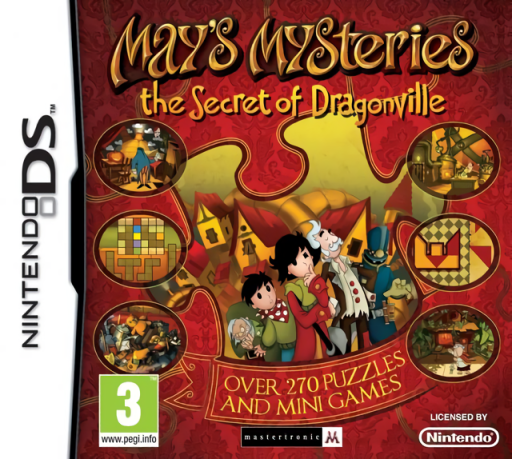 May's Mysteries
the Secret of Dragonville
NINTENDO DS™
OVER 270 PUZZLES
AND MINI GAMES
3
www.pegi.info
mastertronic M
LICENSED BY
Nintendo®